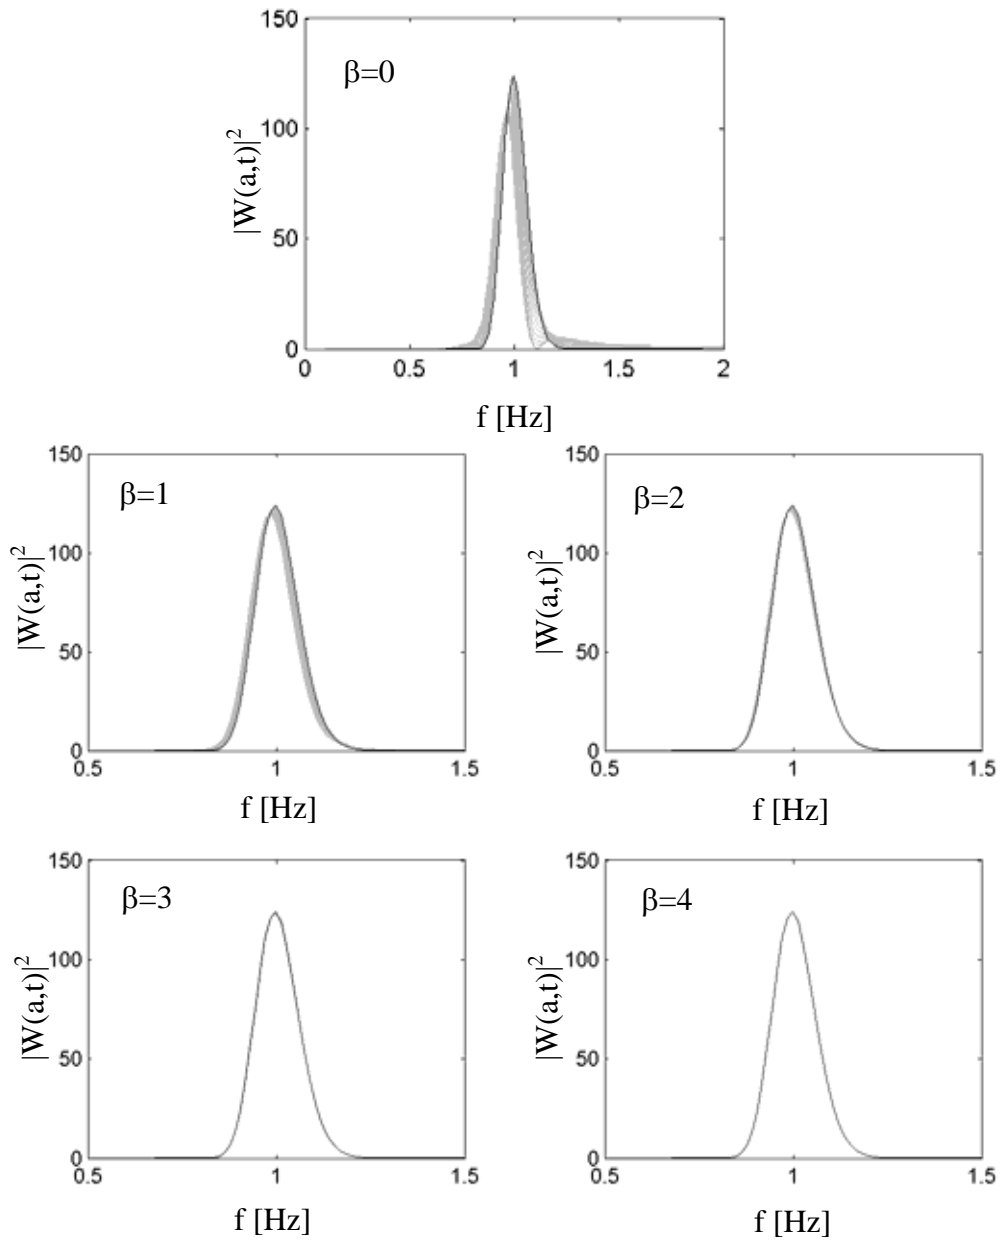 150
β=0
100
|W(a,t)|²
50
0
0 0.5 1 1.5 2
f [Hz]
150 150
β=1 β=2
100 100
|W(a,t)|² |W(a,t)|²
50 50
0 0
0.5 1 1.5 0.5 1 1.5
f [Hz] f [Hz]
150 150
β=3 β=4
100 100
|W(a,t)|² |W(a,t)|²
50 50
0 0
0.5 1 1.5 0.5 1 1.5
f [Hz] f [Hz]